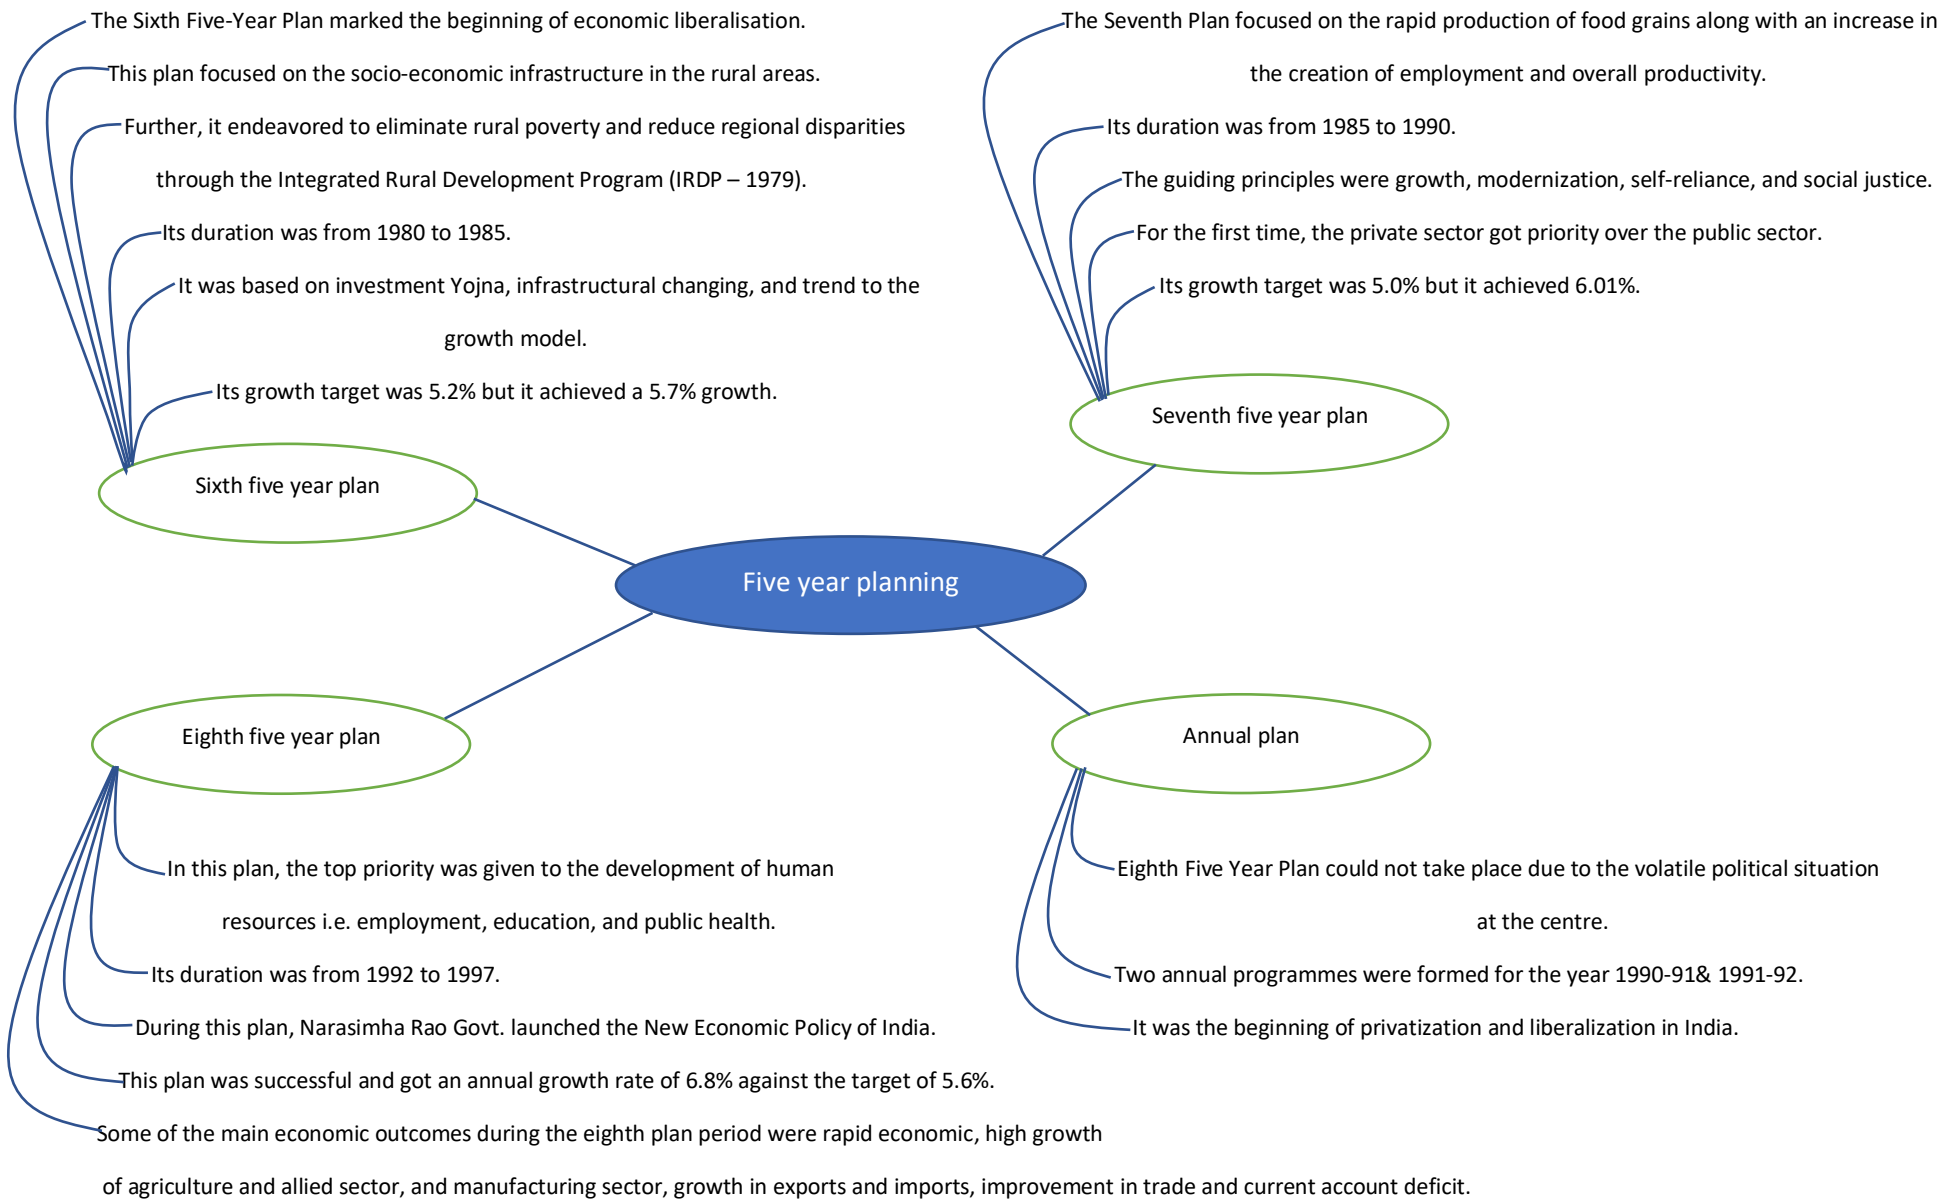 The Sixth Five-Year Plan marked the beginning of economic liberalisation.
This plan focused on the socio-economic infrastructure in the rural areas.
Further, it endeavored to eliminate rural poverty and reduce regional disparities
through the Integrated Rural Development Program (IRDP – 1979).
Its duration was from 1980 to 1985.
It was based on investment Yojna, infrastructural changing, and trend to the
growth model.
Its growth target was 5.2% but it achieved a 5.7% growth.
Sixth five year plan
The Seventh Plan focused on the rapid production of food grains along with an increase in
the creation of employment and overall productivity.
Its duration was from 1985 to 1990.
The guiding principles were growth, modernization, self-reliance, and social justice.
For the first time, the private sector got priority over the public sector.
Its growth target was 5.0% but it achieved 6.01%.
Seventh five year plan
Five year planning
Eighth five year plan
In this plan, the top priority was given to the development of human
resources i.e. employment, education, and public health.
Its duration was from 1992 to 1997.
During this plan, Narasimha Rao Govt. launched the New Economic Policy of India.
This plan was successful and got an annual growth rate of 6.8% against the target of 5.6%.
Some of the main economic outcomes during the eighth plan period were rapid economic, high growth
of agriculture and allied sector, and manufacturing sector, growth in exports and imports, improvement in trade and current account deficit.
Annual plan
Eighth Five Year Plan could not take place due to the volatile political situation
at the centre.
Two annual programmes were formed for the year 1990-91& 1991-92.
It was the beginning of privatization and liberalization in India.